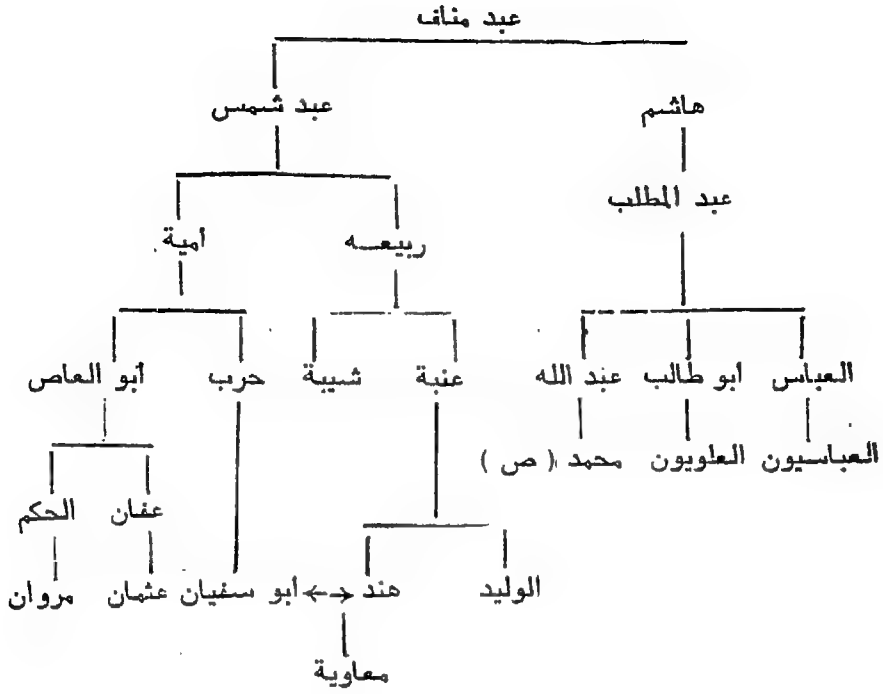 عبد مناف
هاشم عبد شمس
عبد المطلب
ربيعه أمية
العباس ابو طالب عبد الله عتبة شيبة حرب أبو العاص
العباسيون العلويون محمد (ص)
عفان الحكم
الوليد هند ↔ أبو سفيان عثمان مروان
معاوية